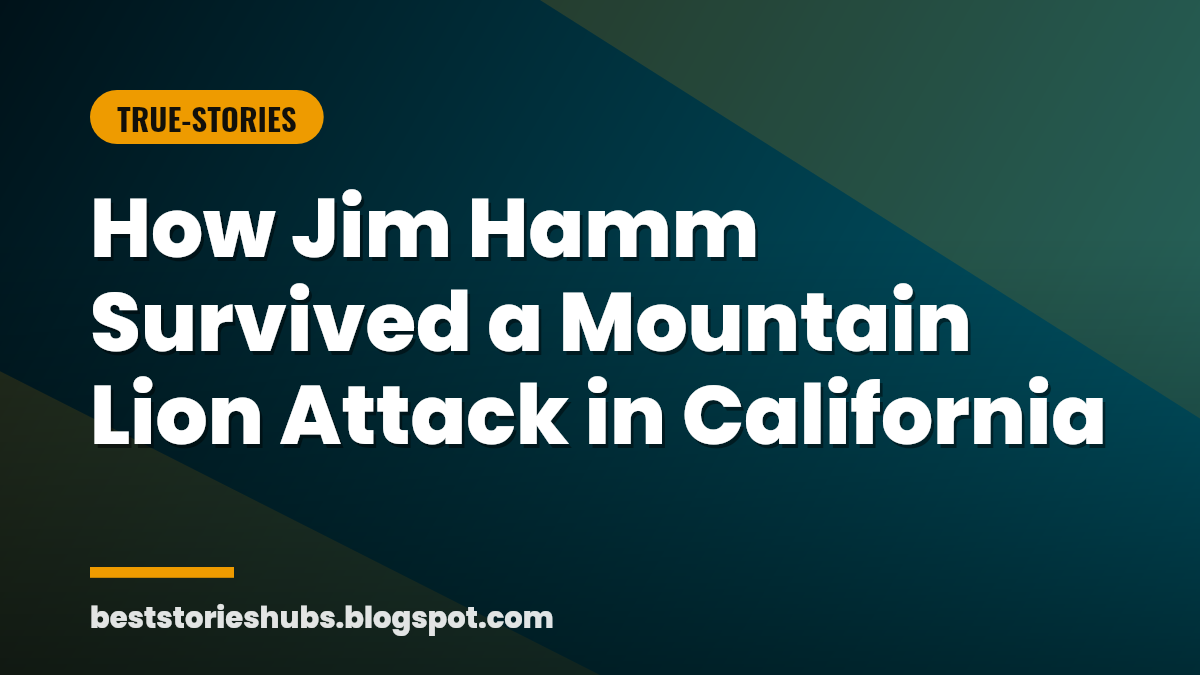 TRUE-STORIES
How Jim Hamm
Survived a Mountain
Lion Attack in California
beststorieshubs.blogspot.com